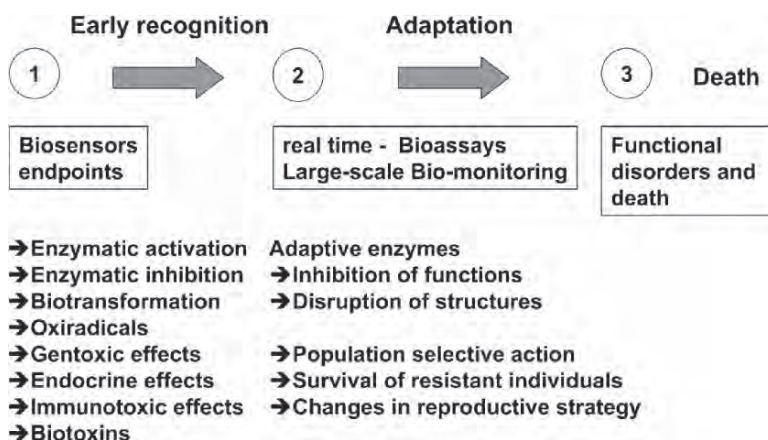 Early recognition
Adaptation
1
2
3
Death
Biosensors
endpoints
real time - Bioassays
Large-scale Bio-monitoring
Functional
disorders and
death
➔Enzymatic activation
➔Enzymatic inhibition
➔Biotransformation
➔Oxiradicals
➔Gentoxic effects
➔Endocrine effects
➔Immunotoxic effects
➔Biotoxins
Adaptive enzymes
➔Inhibition of functions
➔Disruption of structures
➔Population selective action
➔Survival of resistant individuals
➔Changes in reproductive strategy